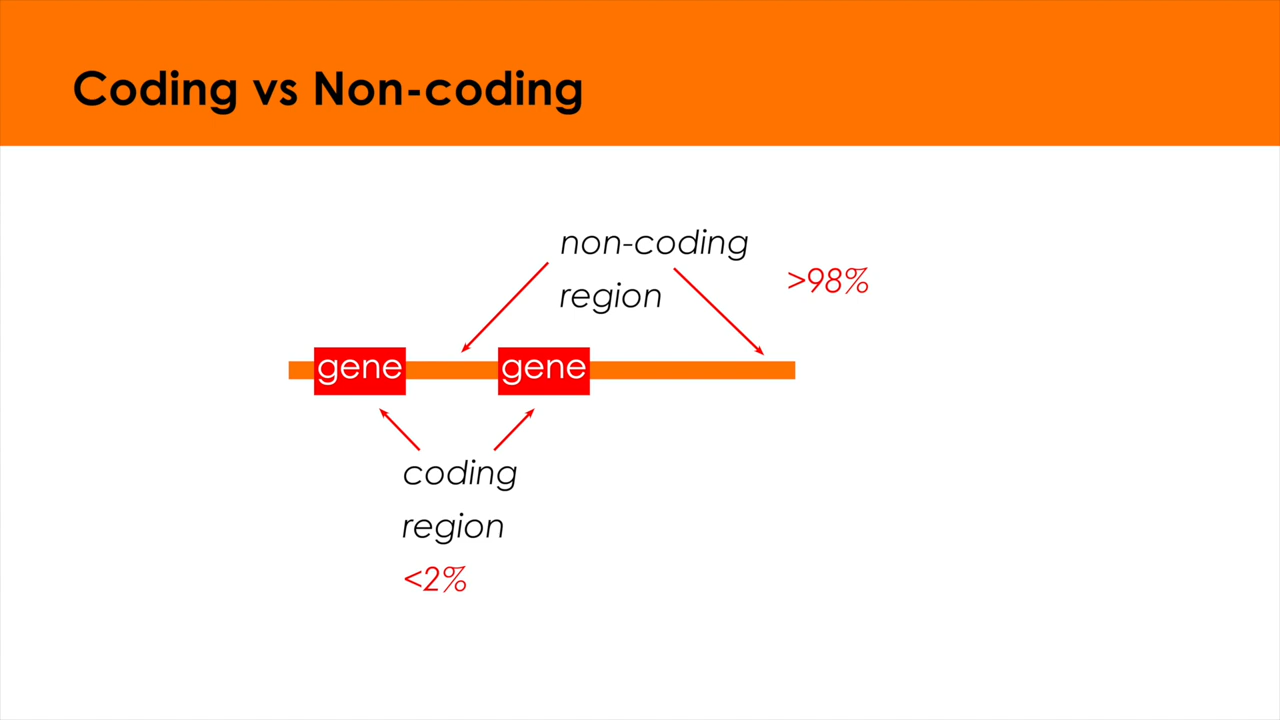 Coding vs Non-coding
non-coding
region
>98%
gene
gene
coding
region
<2%